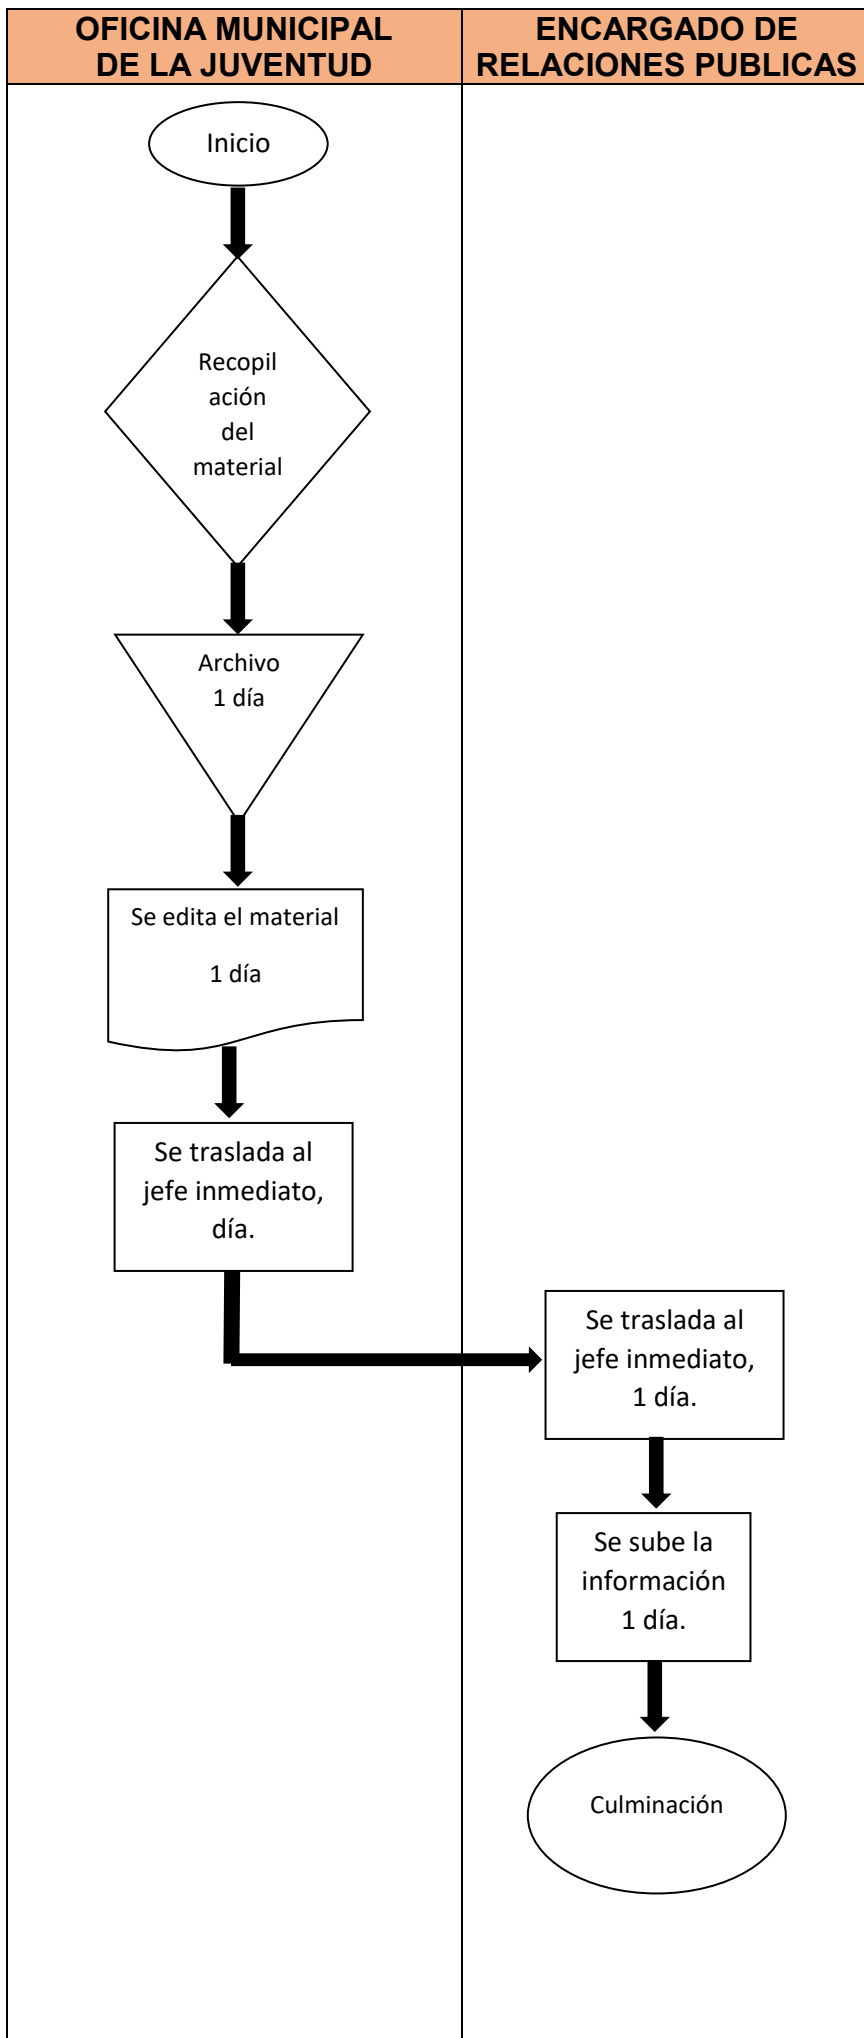 OFICINA MUNICIPAL
DE LA JUVENTUD
ENCARGADO DE
RELACIONES PUBLICAS
Inicio
Recopil
ación
del
material
Archivo
1 día
Se edita el material
1 día
Se traslada al
jefe inmediato,
día.
Se traslada al
jefe inmediato,
1 día.
Se sube la
información
1 día.
Culminación